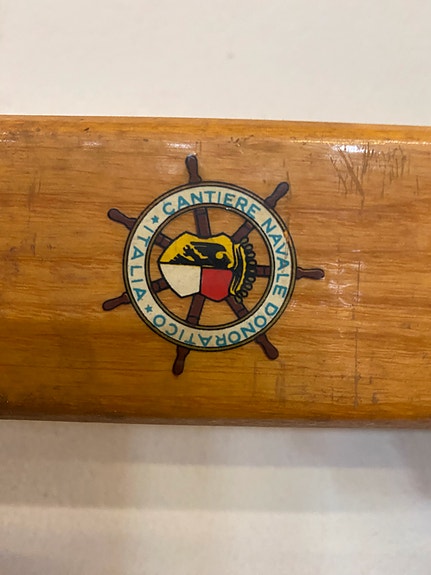 CANTIERE NAVALE DONORATICO
★ ITALIA ★